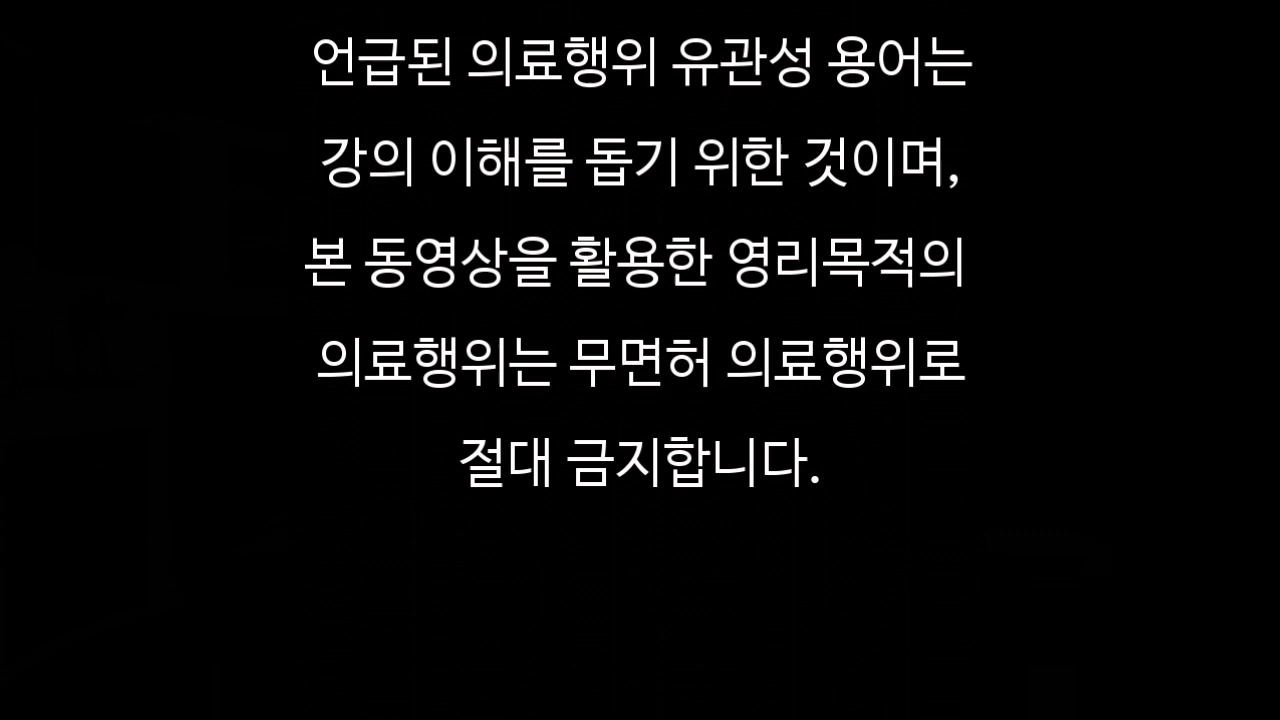 언급된 의료행위 유관성 용어는
강의 이해를 돕기 위한 것이며,
본 동영상을 활용한 영리목적의
의료행위는 무면허 의료행위로
절대 금지합니다.